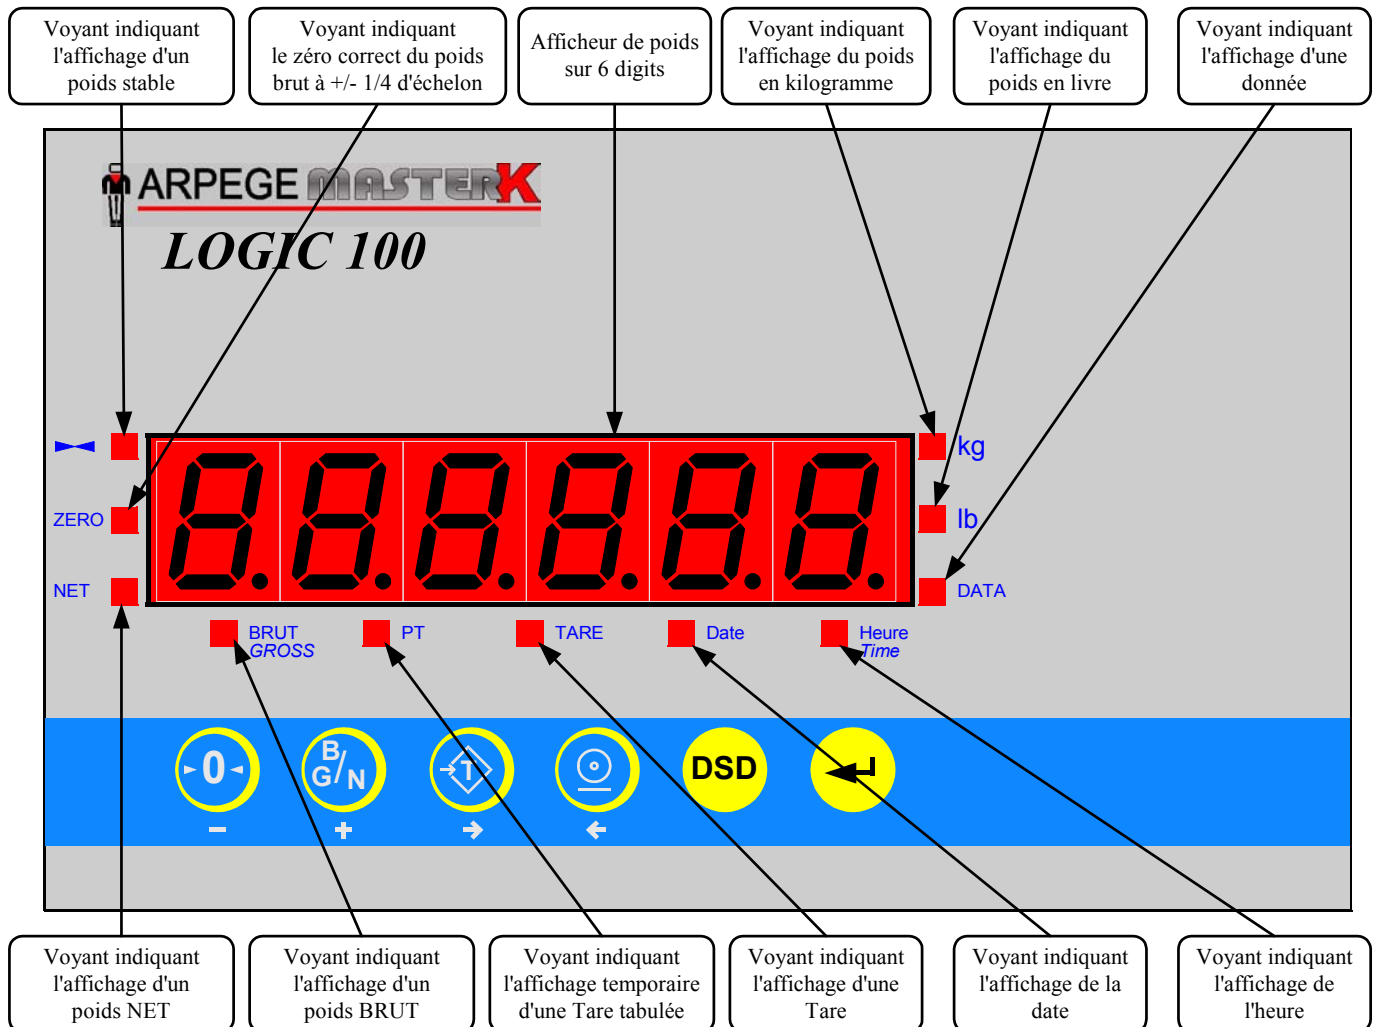 Voyant indiquant
l'affichage d'un
poids stable
Voyant indiquant
le zéro correct du poids
brut à +/- 1/4 d'échelon
Afficheur de poids
sur 6 digits
Voyant indiquant
l'affichage du poids
en kilogramme
Voyant indiquant
l'affichage du
poids en livre
Voyant indiquant
l'affichage d'une
donnée
ARPEGE MASTERK
LOGIC 100
kg
ZERO
lb
NET
DATA
BRUT
GROSS
PT
TARE
Date
Heure
Time
0
B
G/N
T
DSD
- + → ←
Voyant indiquant
l'affichage d'un
poids NET
Voyant indiquant
l'affichage d'un
poids BRUT
Voyant indiquant
l'affichage temporaire
d'une Tare tabulée
Voyant indiquant
l'affichage d'une
Tare
Voyant indiquant
l'affichage de la
date
Voyant indiquant
l'affichage de
l'heure